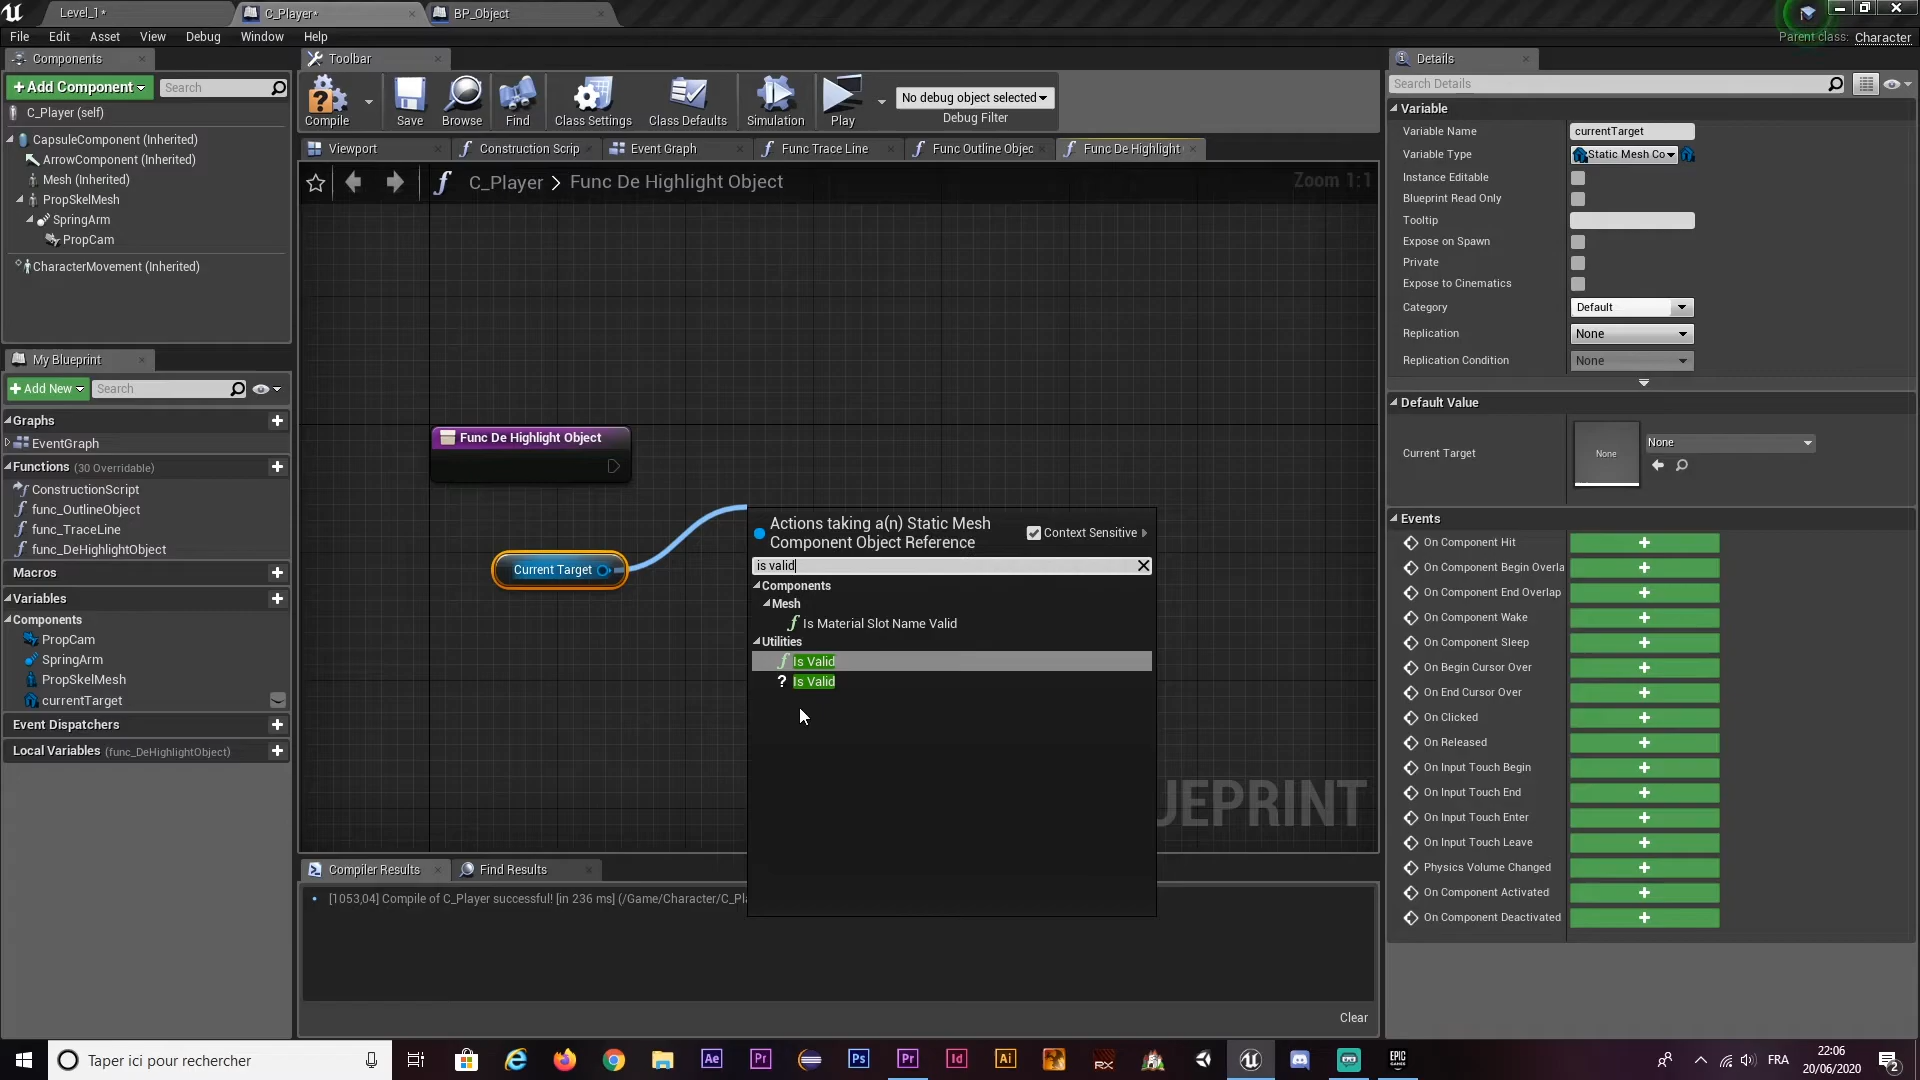 Level_1*
C_Player*
BP_Object
File Edit Asset View Debug Window Help
Parent class: Character
Components
+Add Component
Search
C_Player (self)
CapsuleComponent (Inherited)
ArrowComponent (Inherited)
Mesh (Inherited)
PropSkelMesh
SpringArm
PropCam
CharacterMovement (Inherited)
Toolbar
Compile
Save
Browse
Find
Class Settings
Class Defaults
Simulation
Play
No debug object selected
Debug Filter
Viewport
Construction Scrip
Event Graph
Func Trace Line
Func Outline Objec
Func De Highlight
C_Player > Func De Highlight Object
Zoom 1:1
Func De Highlight Object
Current Target
Actions taking a(n) Static Mesh
Component Object Reference
Context Sensitive
is valid
Components
Mesh
Is Material Slot Name Valid
Utilities
Is Valid
? Is Valid
UEPRINT
My Blueprint
+Add New
Search
Graphs
EventGraph
Functions (30 Overridable)
ConstructionScript
func_OutlineObject
func_TraceLine
func_DeHighlightObject
Macros
Variables
Components
PropCam
SpringArm
PropSkelMesh
currentTarget
Event Dispatchers
Local Variables (func_DeHighlightObject)
Compiler Results
Find Results
[1053,04] Compile of C_Player successful! [in 236 ms] (/Game/Character/C_Pla
Clear
Details
Search Details
Variable
Variable Name currentTarget
Variable Type Static Mesh Co
Instance Editable
Blueprint Read Only
Tooltip
Expose on Spawn
Private
Expose to Cinematics
Category Default
Replication None
Replication Condition None
Default Value
Current Target None None
Events
On Component Hit
On Component Begin Overla
On Component End Overlap
On Component Wake
On Component Sleep
On Begin Cursor Over
On End Cursor Over
On Clicked
On Released
On Input Touch Begin
On Input Touch End
On Input Touch Enter
On Input Touch Leave
Physics Volume Changed
On Component Activated
On Component Deactivated
Taper ici pour rechercher
Ae
Pr
Ps
Pr
Id
Ai
RX
EPIC
GAMES
FRA
22:06
20/06/2020
2